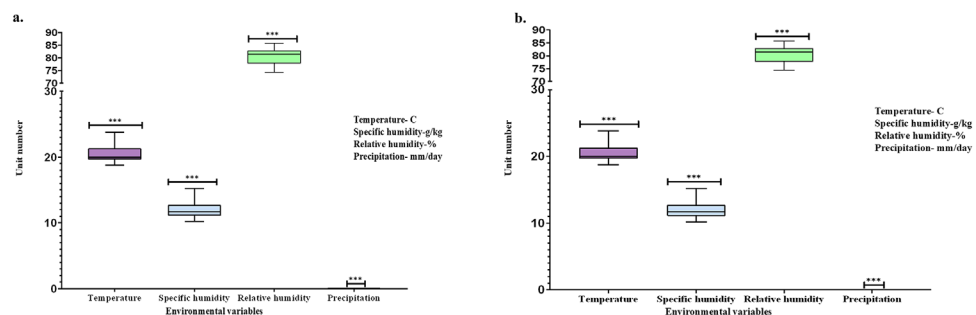 a.
90
85
80
75
70
30
20
10
0
Unit number
***
***
***
***
Temperature- C
Specific humidity-g/kg
Relative humidity-%
Precipitation- mm/day
Temperature
Specific humidity
Relative humidity
Precipitation
Environmental variables
b.
90
85
80
75
70
30
20
10
0
Unit number
***
***
***
***
Temperature- C
Specific humidity-g/kg
Relative humidity-%
Precipitation- mm/day
Temperature
Specific humidity
Relative humidity
Precipitation
Environmental variables